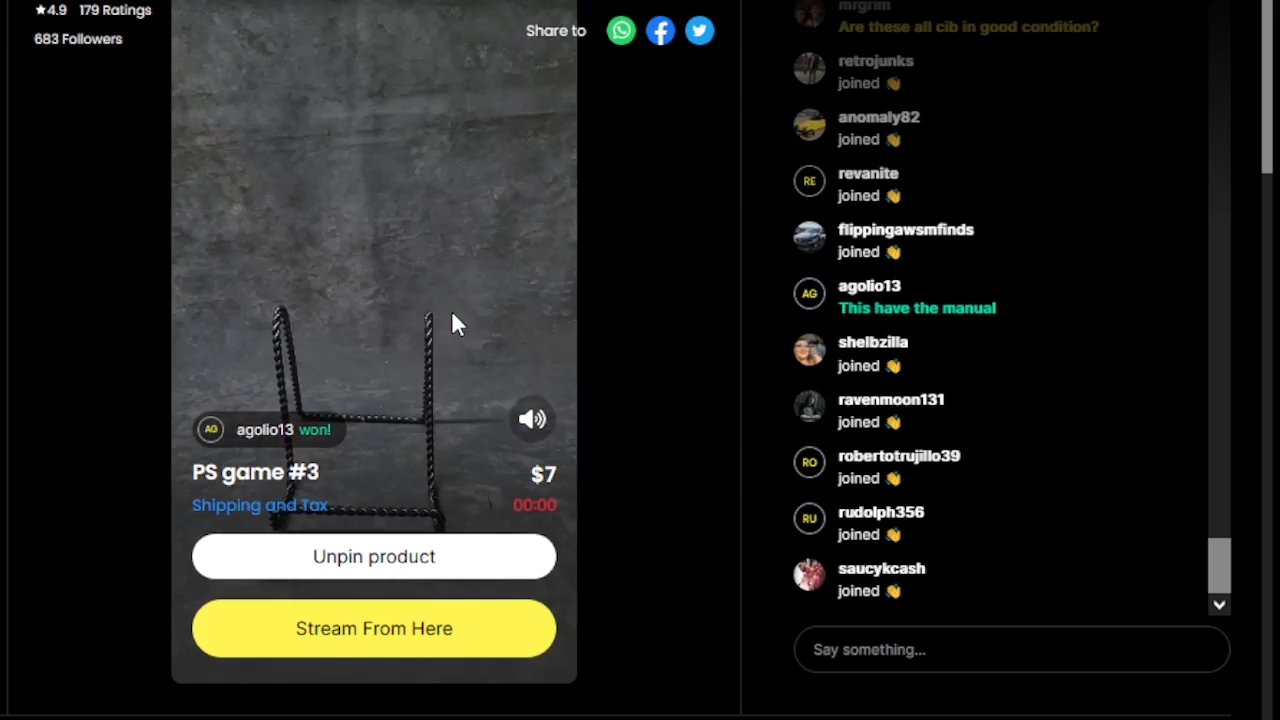 ★4.9 179 Ratings
683 Followers
Share to
AG agolio13 won!
PS game #3
$7
Shipping and Tax
00:00
Unpin product
Stream From Here
mrgrim
Are these all cib in good condition?
retrojunks
joined 👏
anomaly82
joined 👏
RE
revanite
joined 👏
flippingawsmfinds
joined 👏
AG
agolio13
This have the manual
shelbzilla
joined 👏
ravenmoon131
joined 👏
RO
robertotrujillo39
joined 👏
RU
rudolph356
joined 👏
saucykcash
joined 👏
Say something...